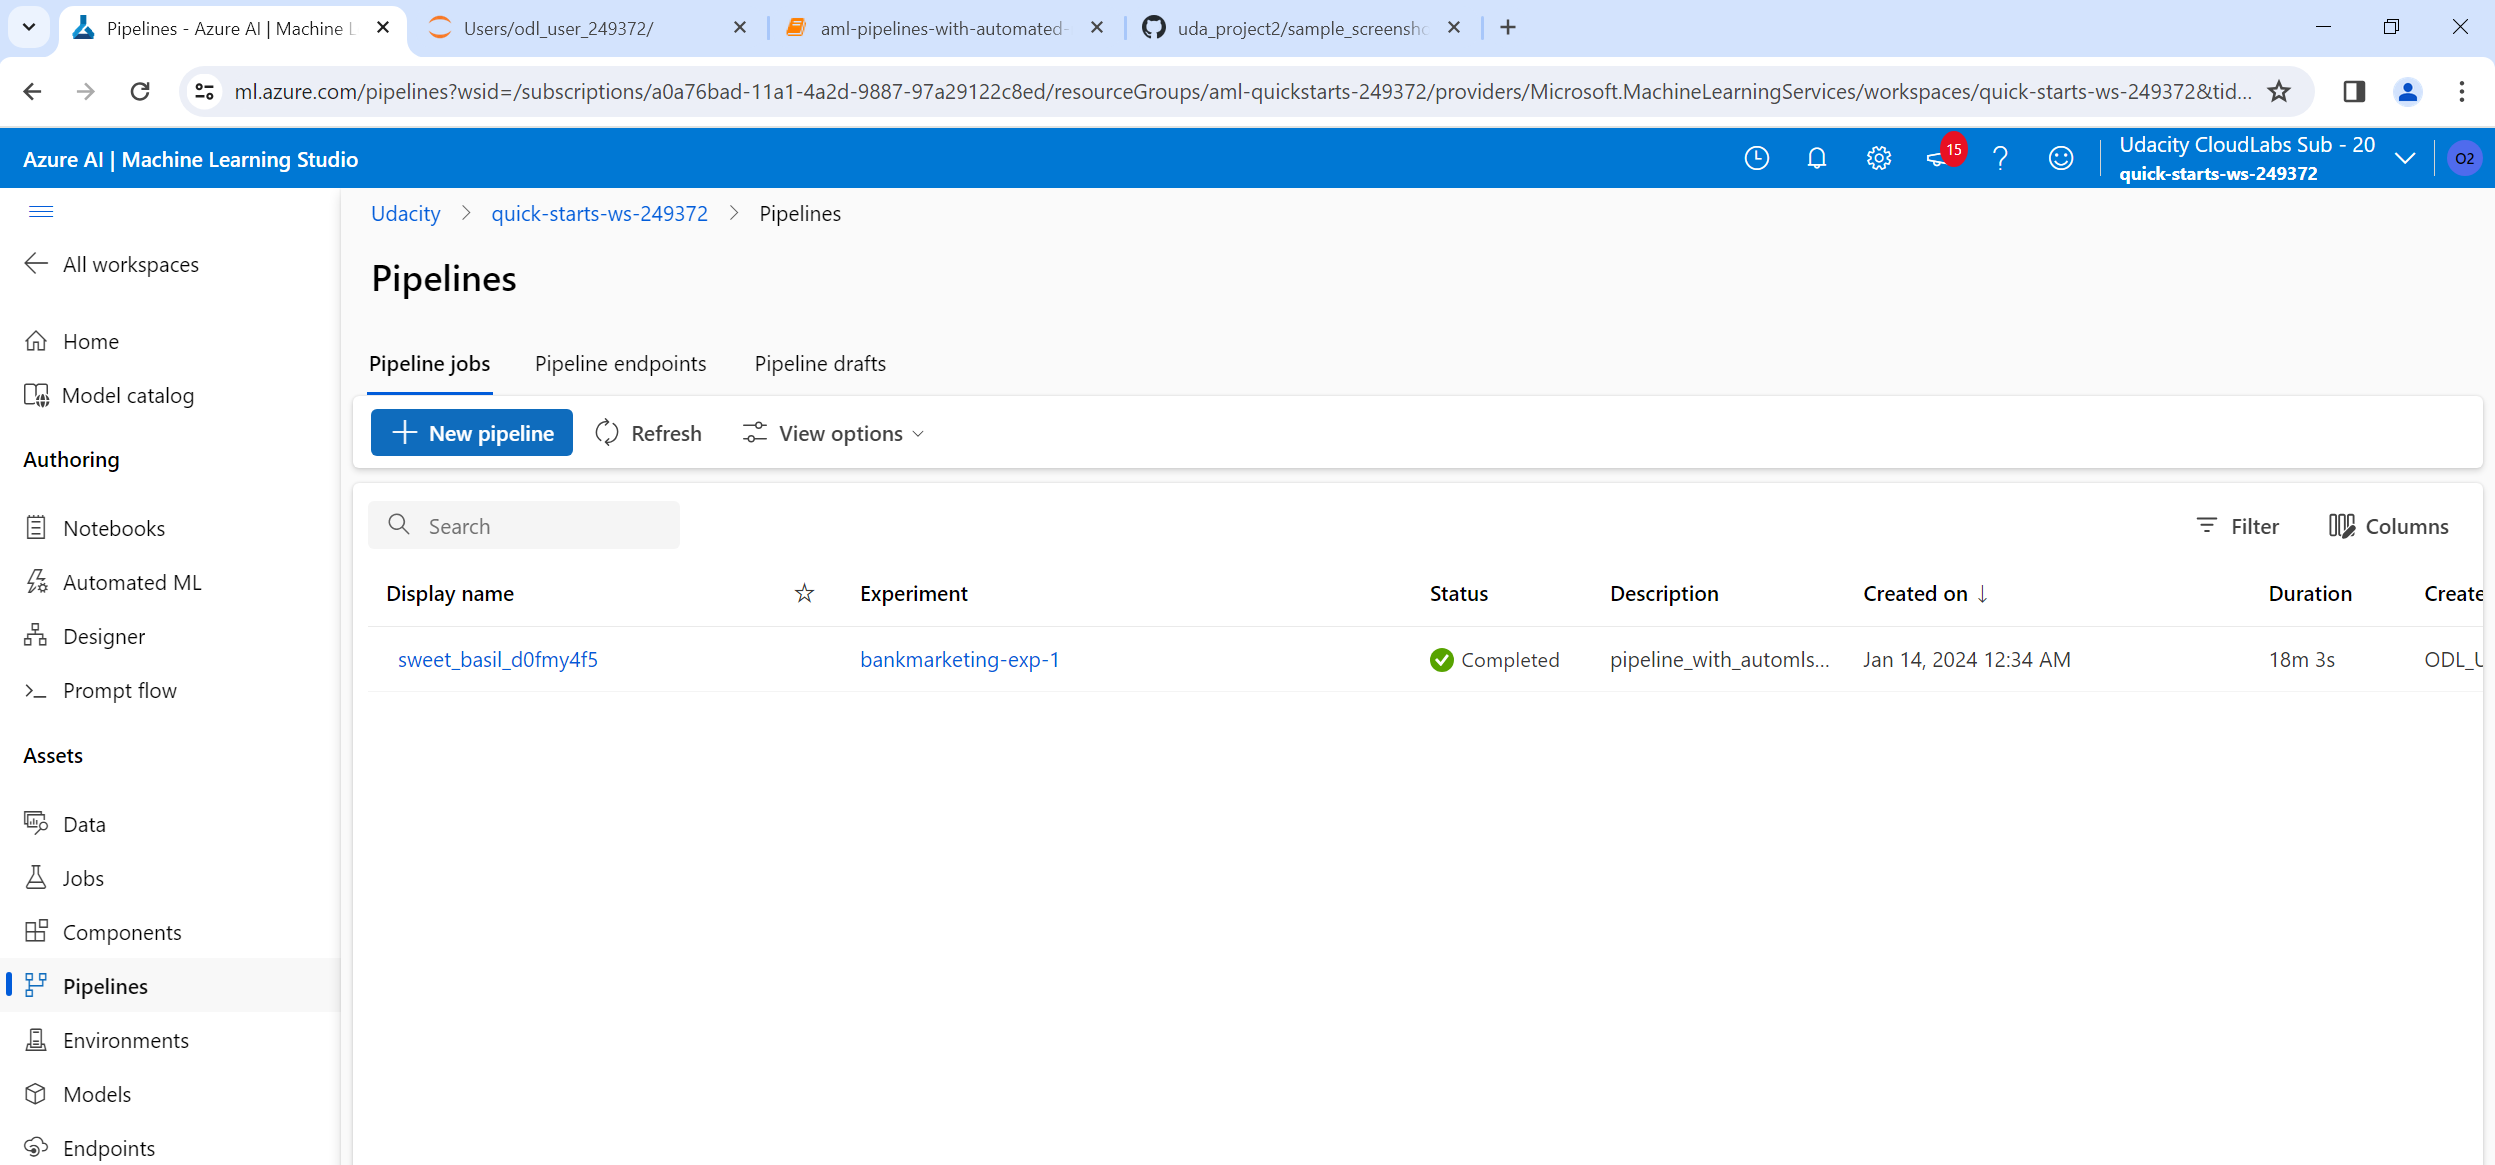 Pipelines - Azure AI | Machine L
Users/odl_user_249372/
aml-pipelines-with-automated-
uda_project2/sample_screensho
ml.azure.com/pipelines?wsid=/subscriptions/a0a76bad-11a1-4a2d-9887-97a29122c8ed/resourceGroups/aml-quickstarts-249372/providers/Microsoft.MachineLearningServices/workspaces/quick-starts-ws-249372&tid...
Azure AI | Machine Learning Studio
15
Udacity CloudLabs Sub - 20
quick-starts-ws-249372
O2
Udacity > quick-starts-ws-249372 > Pipelines
All workspaces
Home
Model catalog
Authoring
Notebooks
Automated ML
Designer
Prompt flow
Assets
Data
Jobs
Components
Pipelines
Environments
Models
Endpoints
Pipelines
Pipeline jobs Pipeline endpoints Pipeline drafts
New pipeline Refresh View options
Search Filter Columns
Display name Experiment Status Description Created on ↓ Duration Create
sweet_basil_d0fmy4f5 bankmarketing-exp-1 Completed pipeline_with_automls... Jan 14, 2024 12:34 AM 18m 3s ODL_U